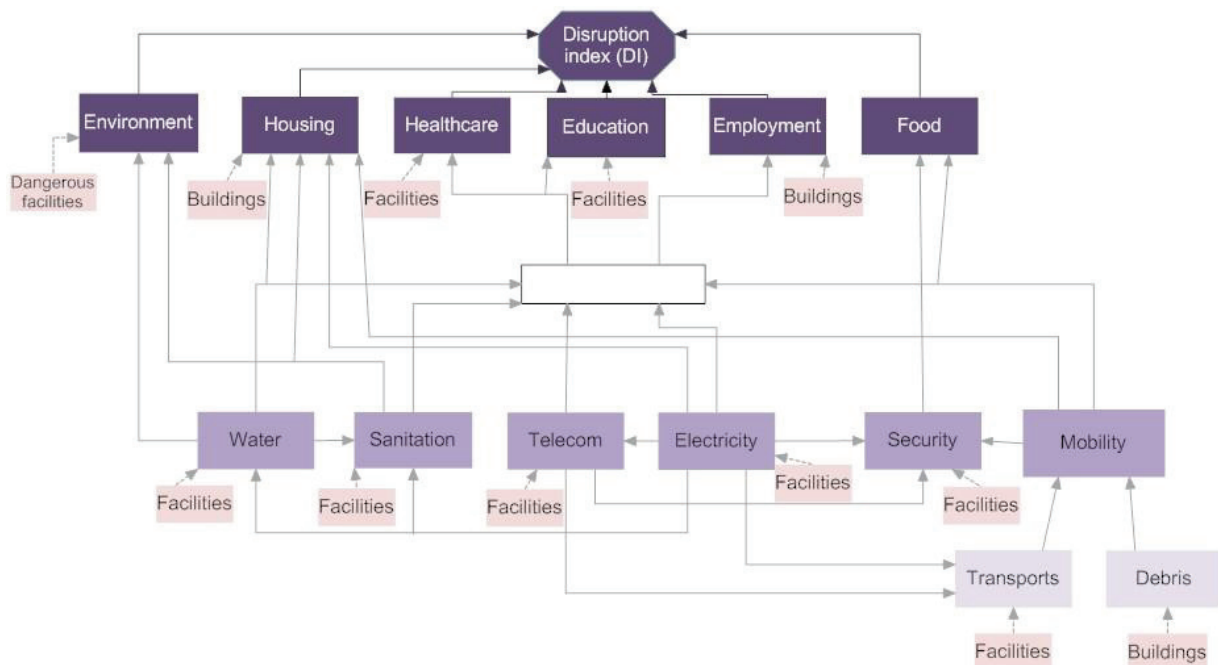 Disruption
index (DI)
Environment
Housing
Healthcare
Education
Employment
Food
Dangerous
facilities
Buildings
Facilities
Facilities
Buildings
Water
Sanitation
Telecom
Electricity
Security
Mobility
Facilities
Facilities
Facilities
Facilities
Facilities
Transports
Debris
Facilities
Buildings